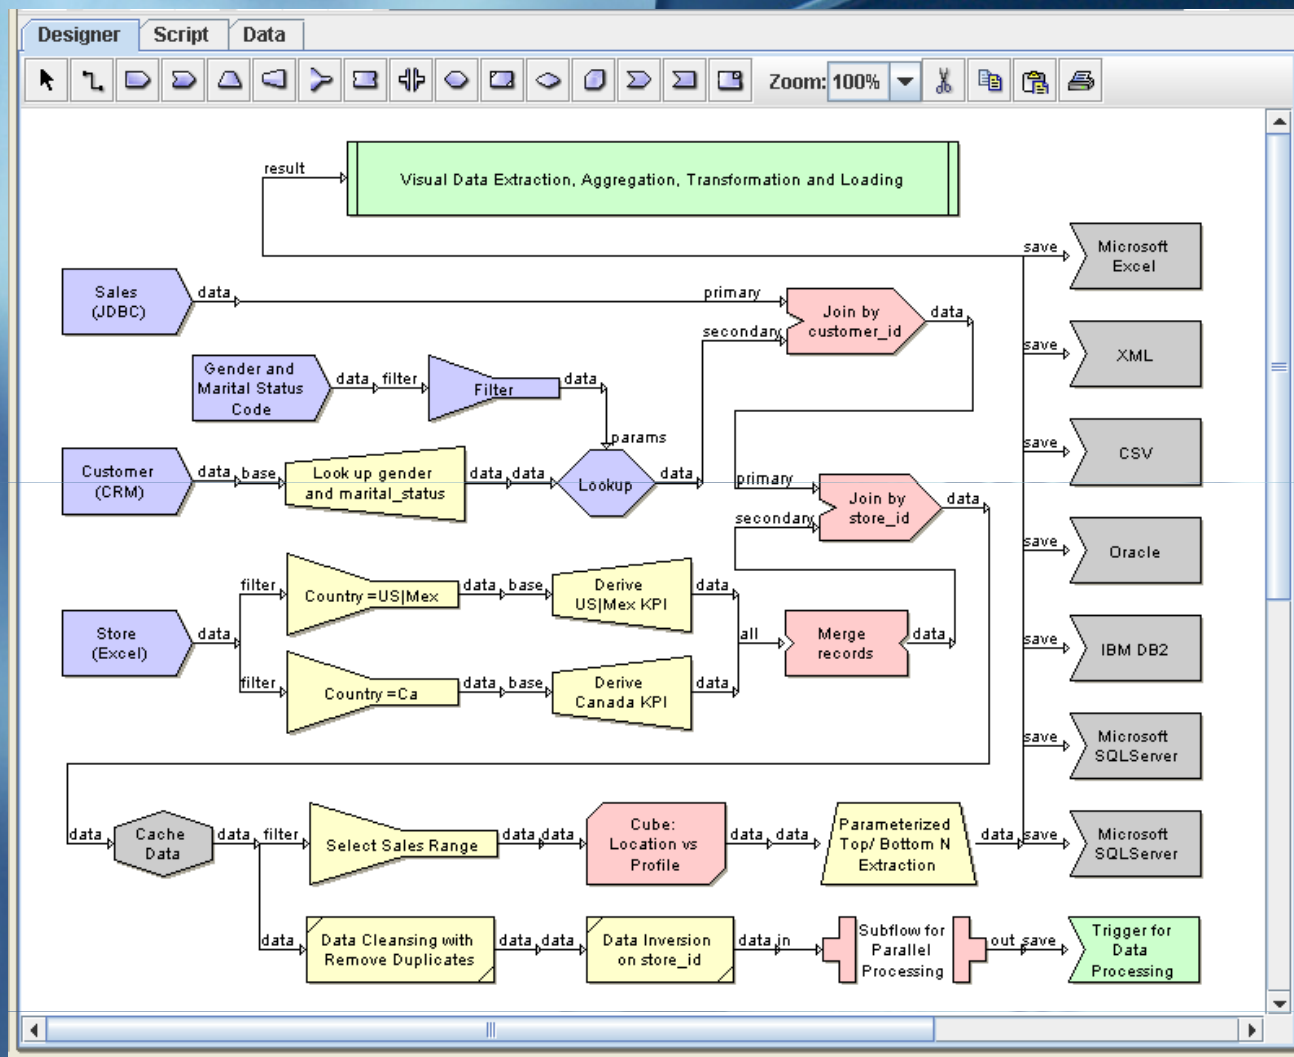 Designer
Script
Data
Zoom: 100%
result
Visual Data Extraction, Aggregation, Transformation and Loading
save
Microsoft
Excel
Sales
(JDBC)
data
primary
Join by
customer_id
data
secondary
save
XML
Gender and
Marital Status
Code
data
filter
Filter
data
params
Customer
(CRM)
data
base
Look up gender
and marital_status
data
data
Lookup
data
primary
Join by
store_id
data
secondary
save
CSV
save
Oracle
Store
(Excel)
data
filter
Country =US|Mex
data
base
Derive
US|Mex KPI
data
filter
Country =Ca
data
base
Derive
Canada KPI
data
all
Merge
records
data
save
IBM DB2
save
Microsoft
SQLServer
data
Cache
Data
data
filter
Select Sales Range
data
data
Cube:
Location vs
Profile
data
data
Parameterized
Top/ Bottom N
Extraction
data
save
Microsoft
SQLServer
data
Data Cleansing with
Remove Duplicates
data
data
Data Inversion
on store_id
data
in
Subflow for
Parallel
Processing
out
save
Trigger for
Data
Processing